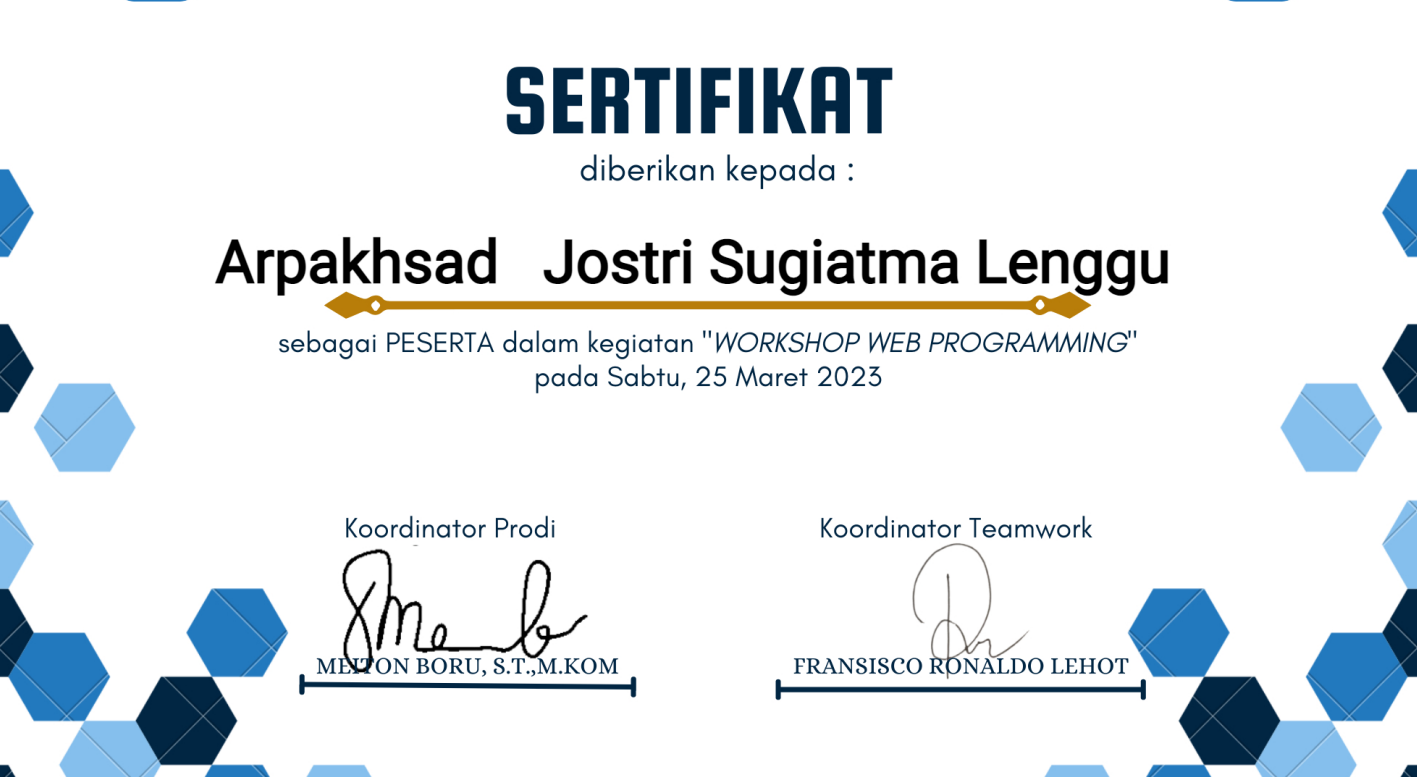 SERTIFIKAT
diberikan kepada :
Arpakhsad Jostri Sugiatma Lenggu
sebagai PESERTA dalam kegiatan "WORKSHOP WEB PROGRAMMING"
pada Sabtu, 25 Maret 2023
Koordinator Prodi
MEITON BORU, S.T.,M.KOM
Koordinator Teamwork
FRANSISCO RONALDO LEHOT